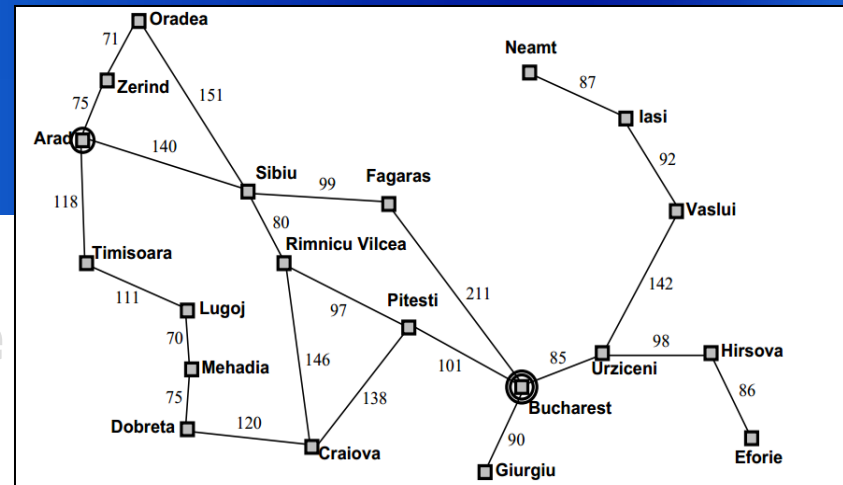 Oradea
71
Neamt
Zerind
87
151
75
Iasi
Arad
140
92
Sibiu
Fagaras
99
118
Vaslui
80
Timisoara
Rimnicu Vilcea
142
111
211
Lugoj
97
Pitesti
70
98
Hirsova
146
85
Mehadia
101
Urziceni
75
138
86
Bucharest
Dobreta
120
90
Craiova
Eforie
Giurgiu